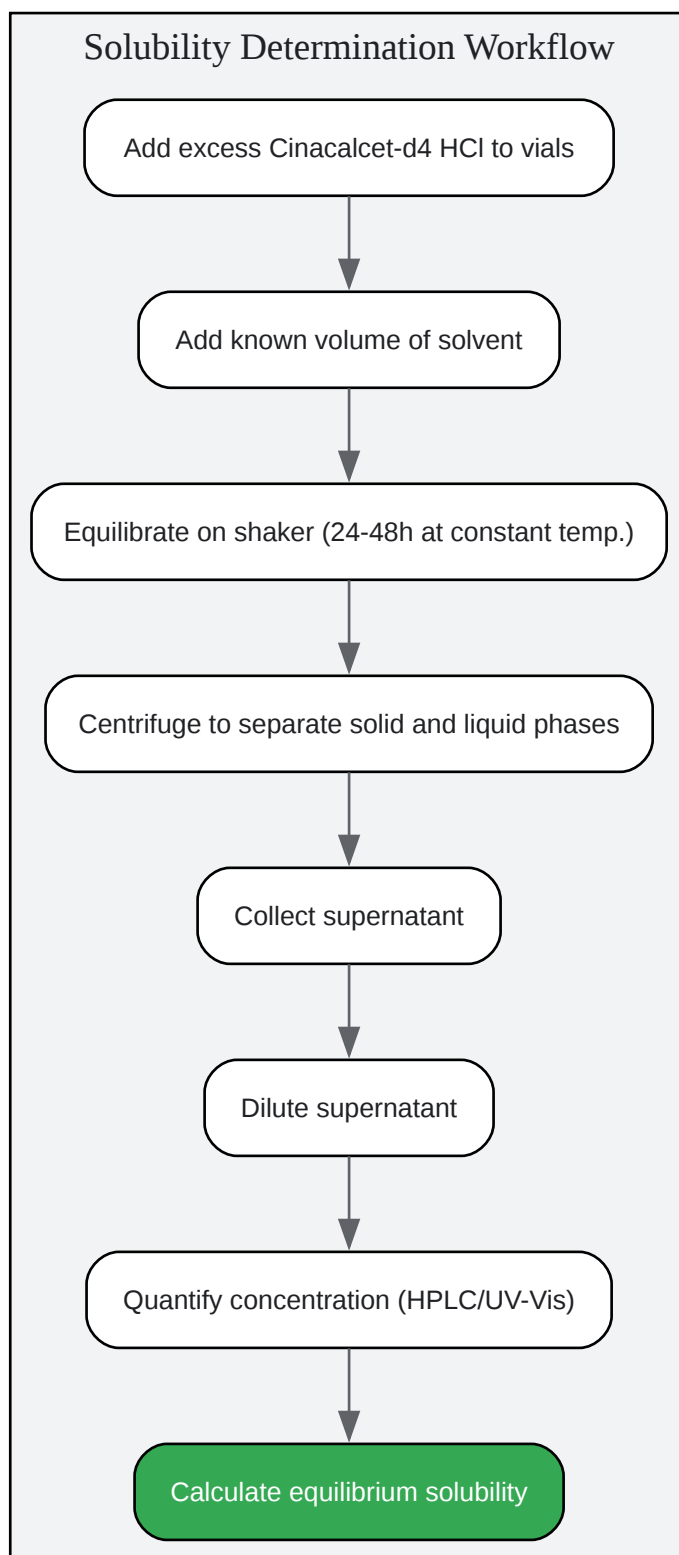 Solubility Determination Workflow
Add excess Cinacalcet-d4 HCl to vials
Add known volume of solvent
Equilibrate on shaker (24-48h at constant temp.)
Centrifuge to separate solid and liquid phases
Collect supernatant
Dilute supernatant
Quantify concentration (HPLC/UV-Vis)
Calculate equilibrium solubility